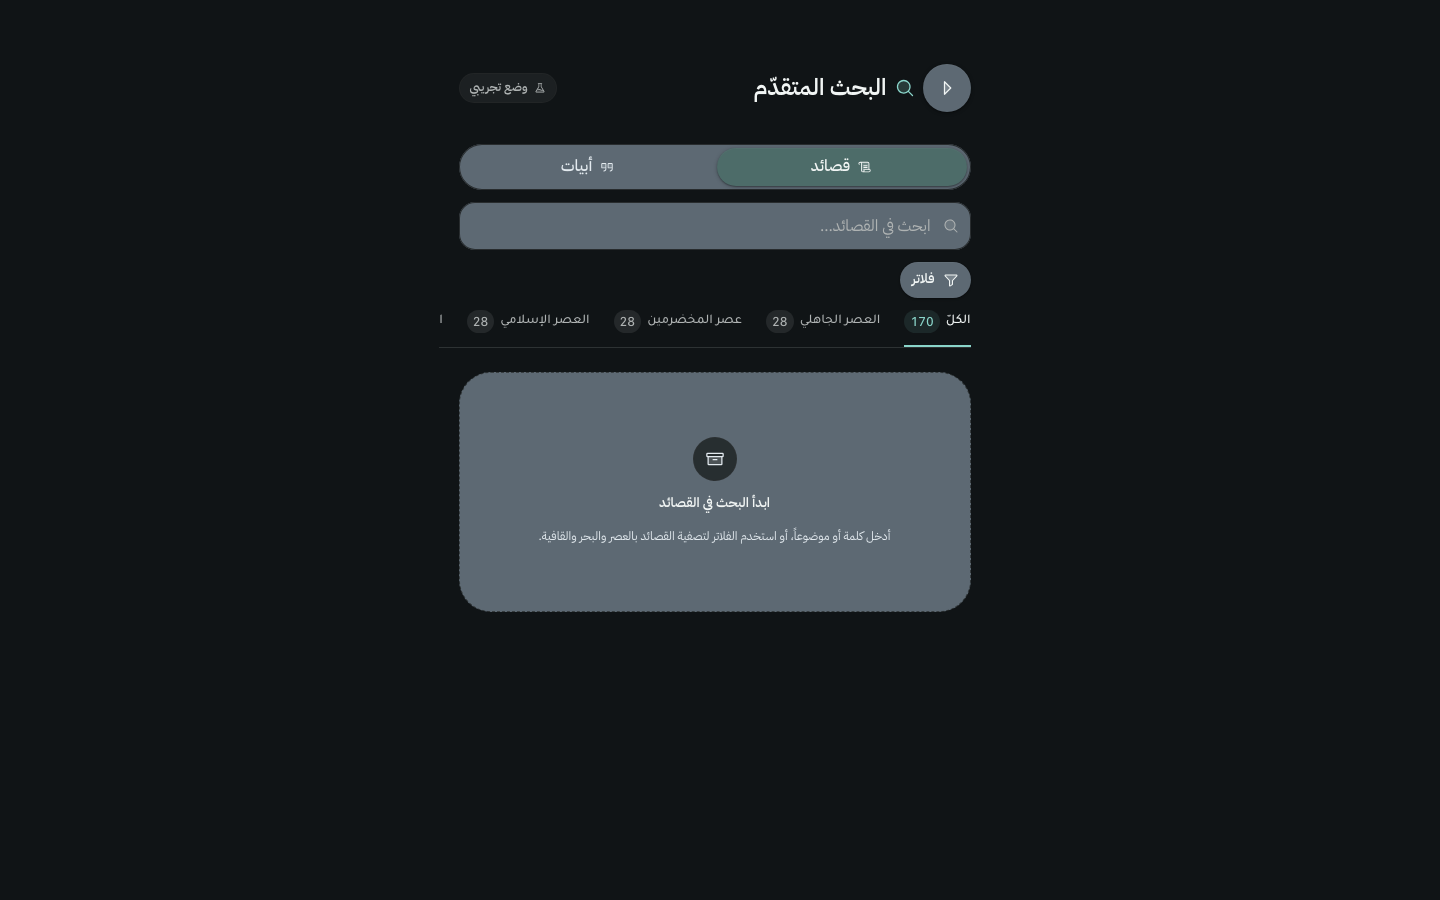 البحث المتقدّم
وضع تجريبي
قصائد
أبيات
ابحث في القصائد...
فلاتر
الكلّ 170 العصر الجاهلي 28 عصر المخضرمين 28 العصر الإسلامي 28 ا
ابدأ البحث في القصائد
أدخل كلمة أو موضوعاً، أو استخدم الفلاتر لتصفية القصائد بالعصر والبحر والقافية.